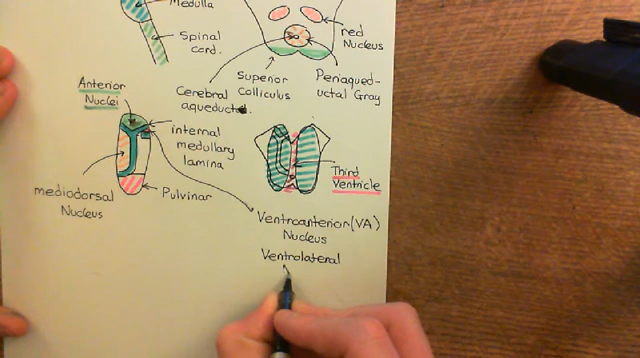 Medulla
Spinal
cord.
red
Nucleus
Superior
Colliculus
Periaqued-
uctal Gray
Cerebral
aqueduct
Anterior
Nuclei
internal
medullary
lamina
mediodorsal
Nucleus
Pulvinar
Third
Ventricle
Ventroanterior (VA)
Nucleus
Ventrolateral